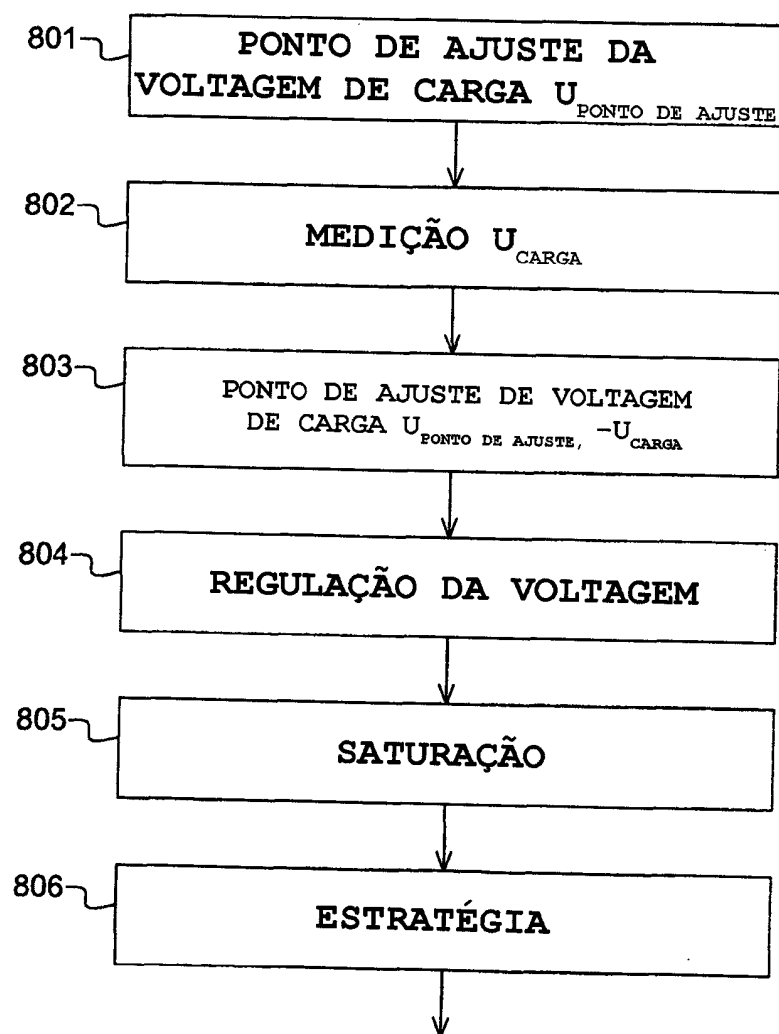 801
PONTO DE AJUSTE DA
VOLTAGEM DE CARGA U PONTO DE AJUSTE
802
MEDIÇÃO U CARGA
803
PONTO DE AJUSTE DE VOLTAGEM
DE CARGA U PONTO DE AJUSTE, -U CARGA
804
REGULAÇÃO DA VOLTAGEM
805
SATURAÇÃO
806
ESTRATÉGIA